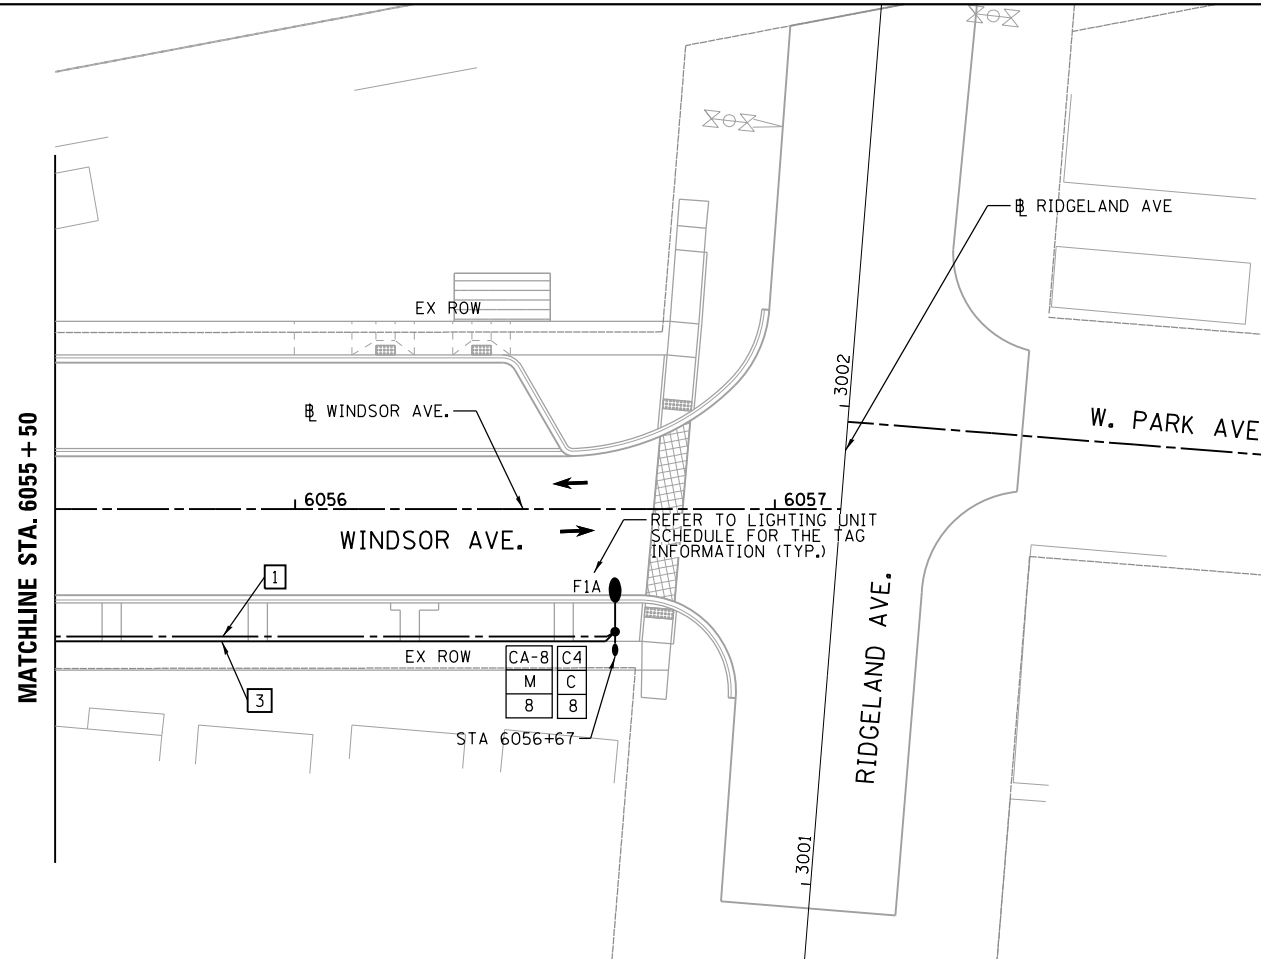 MATCHLINE STA. 6055 + 50
EX ROW
℄ RIDGELAND AVE
3002
℄ WINDSOR AVE.
W. PARK AVE
6056
6057
WINDSOR AVE.
REFER TO LIGHTING UNIT
SCHEDULE FOR THE TAG
INFORMATION (TYP.)
1
F1A
RIDGELAND AVE.
EX ROW
CA-8 C4
M C
8 8
3
STA 6056+67
3001